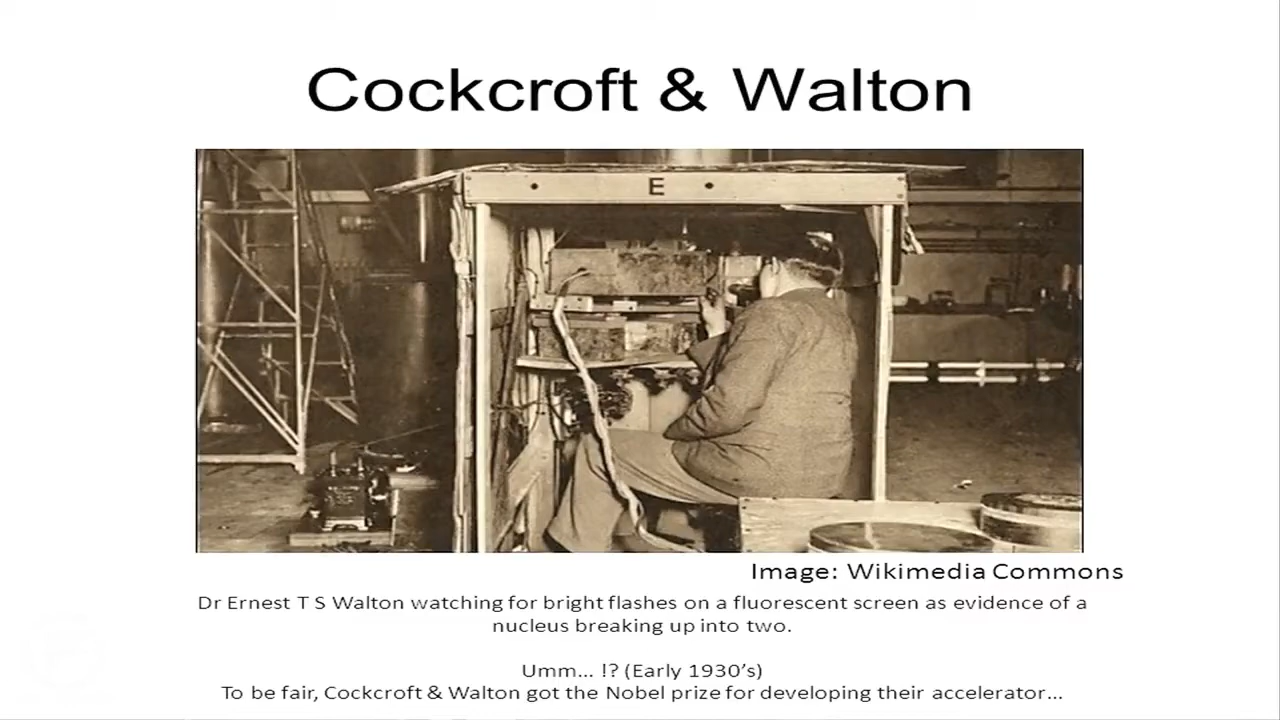 Cockcroft & Walton
E
Image: Wikimedia Commons
Dr Ernest T S Walton watching for bright flashes on a fluorescent screen as evidence of a
nucleus breaking up into two.
Umm... !? (Early 1930’s)
To be fair, Cockcroft & Walton got the Nobel prize for developing their accelerator...